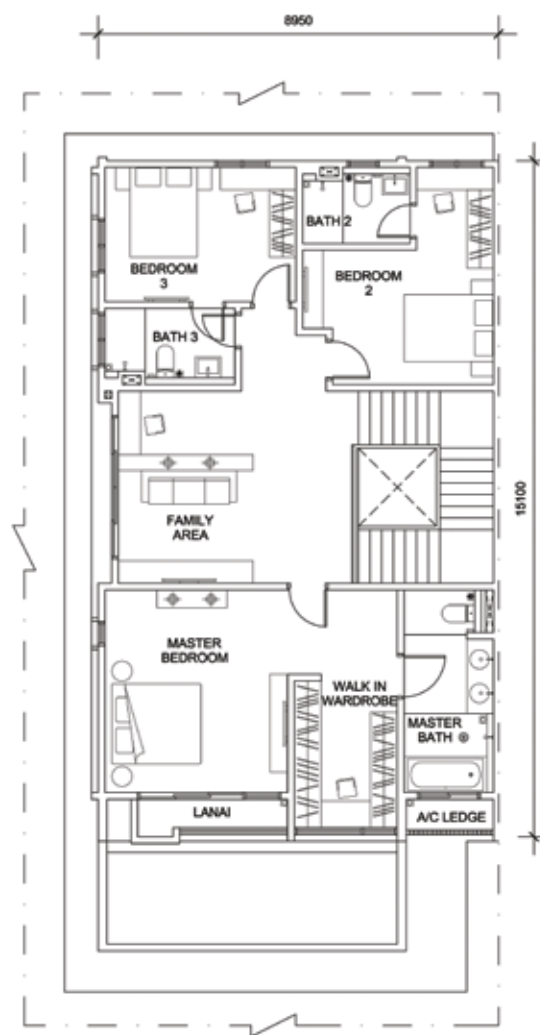 8950
BATH 2
BEDROOM
3
BEDROOM
2
BATH 3
15100
FAMILY
AREA
MASTER
BEDROOM
WALK IN
WARDROBE
MASTER
BATH
LANAI
A/C LEDGE